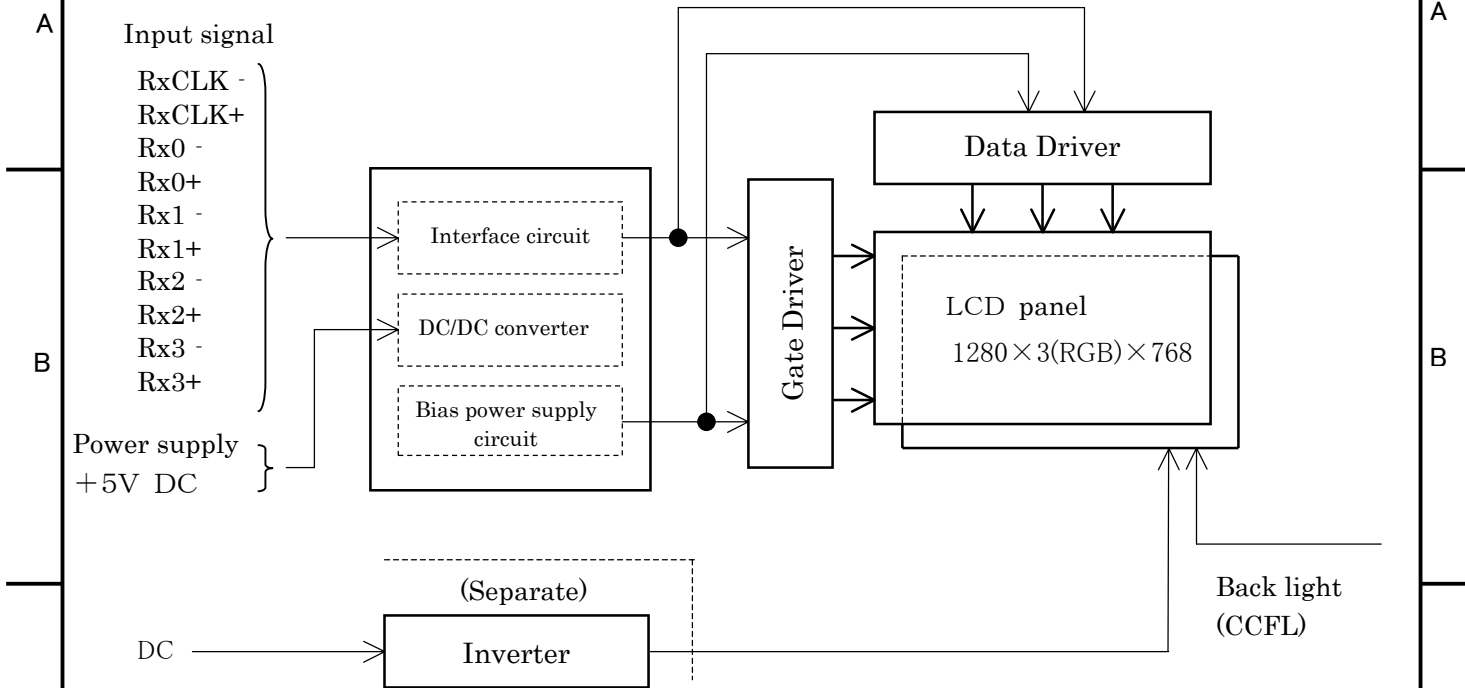 A
A
Input signal
RxCLK -
RxCLK+
Rx0 -
Rx0+
Rx1 -
Rx1+
Rx2 -
Rx2+
Rx3 -
Rx3+
Power supply
+5V DC
Interface circuit
DC/DC converter
Bias power supply
circuit
Gate Driver
Data Driver
LCD panel
1280×3(RGB)×768
B
B
(Separate)
DC
Inverter
Back light
(CCFL)